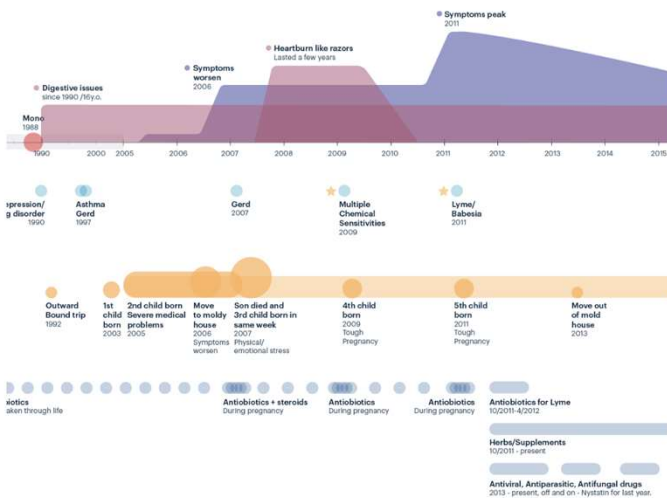 Symptoms peak
2011
Heartburn like razors
Lasted a few years
Symptoms
worsen
2006
Digestive issues
since 1990 /16y.o.
Mono
1988
1990 2000 2005 2006 2007 2008 2009 2010 2011 2012 2013 2014 2015
pression/
g disorder
1990
Asthma
Gerd
1997
Gerd
2007
Multiple
Chemical
Sensitivities
2009
Lyme/
Babesia
2011
Outward
Bound trip
1992
1st
child
born
2003
2nd child born
Severe medical
problems
2005
Move
to moldy
house
2006
Symptoms
worsen
Son died and
3rd child born in
same week
2007
Physical/
emotional stress
4th child
born
2009
Tough
Pregnancy
5th child
born
2011
Tough
Pregnancy
Move out
of mold
house
2013
iotics
aken through life
Antibiotics + steroids
During pregnancy
Antibiotics
During pregnancy
Antibiotics
During pregnancy
Antibiotics for Lyme
10/2011-4/2012
Herbs/Supplements
10/2011 - present
Antiviral, Antiparasitic, Antifungal drugs
2013 - present, off and on - Nystatin for last year.